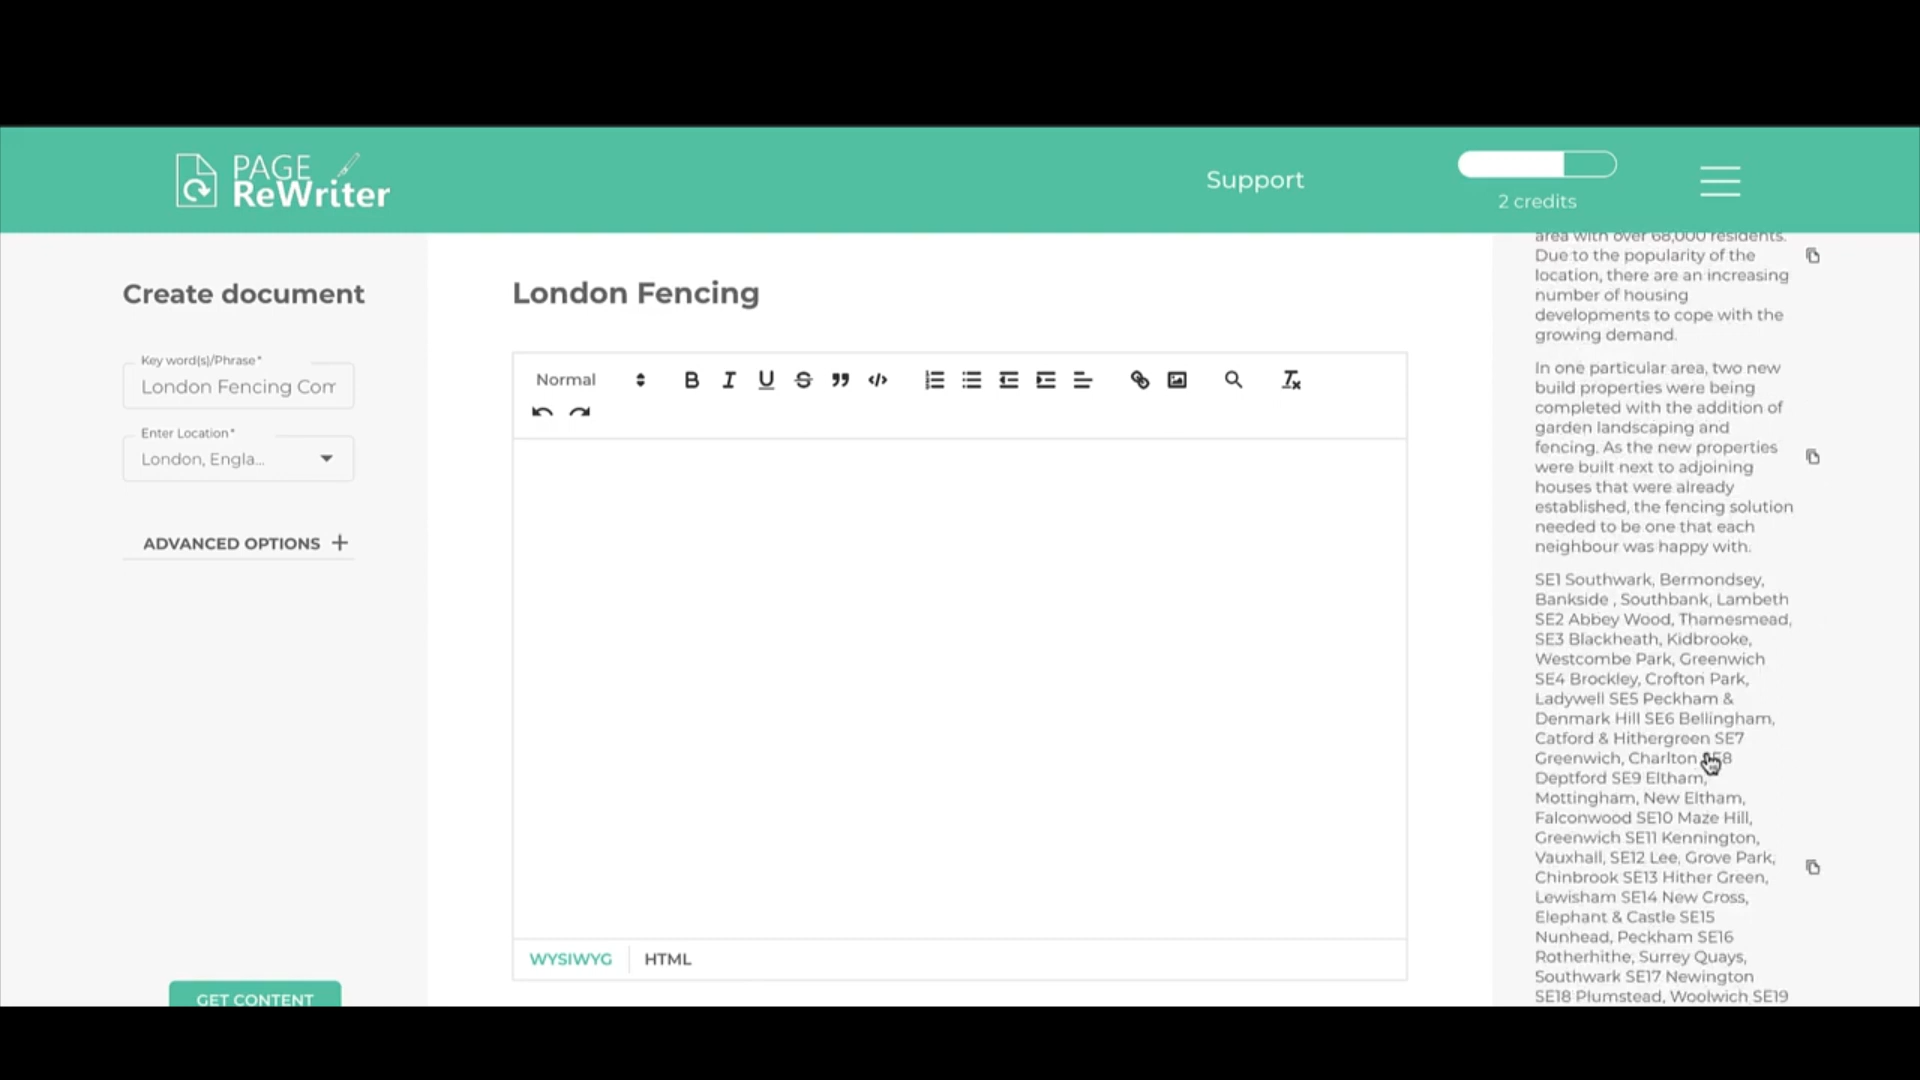 PAGE
ReWriter
Support
2 credits
Create document
Key word(s)/Phrase*
London Fencing Com
Enter Location*
London, Engla...
ADVANCED OPTIONS +
GET CONTENT
London Fencing
Normal
WYSIWYG
HTML
area with over 68,000 residents.
Due to the popularity of the
location, there are an increasing
number of housing
developments to cope with the
growing demand.
In one particular area, two new
build properties were being
completed with the addition of
garden landscaping and
fencing. As the new properties
were built next to adjoining
houses that were already
established, the fencing solution
needed to be one that each
neighbour was happy with.
SE1 Southwark, Bermondsey,
Bankside , Southbank, Lambeth
SE2 Abbey Wood, Thamesmead,
SE3 Blackheath, Kidbrooke,
Westcombe Park, Greenwich
SE4 Brockley, Crofton Park,
Ladywell SE5 Peckham &
Denmark Hill SE6 Bellingham,
Catford & Hithergreen SE7
Greenwich, Charlton SE8
Deptford SE9 Eltham,
Mottingham, New Eltham,
Falconwood SE10 Maze Hill,
Greenwich SE11 Kennington,
Vauxhall, SE12 Lee, Grove Park,
Chinbrook SE13 Hither Green,
Lewisham SE14 New Cross,
Elephant & Castle SE15
Nunhead, Peckham SE16
Rotherhithe, Surrey Quays,
Southwark SE17 Newington
SE18 Plumstead, Woolwich SE19